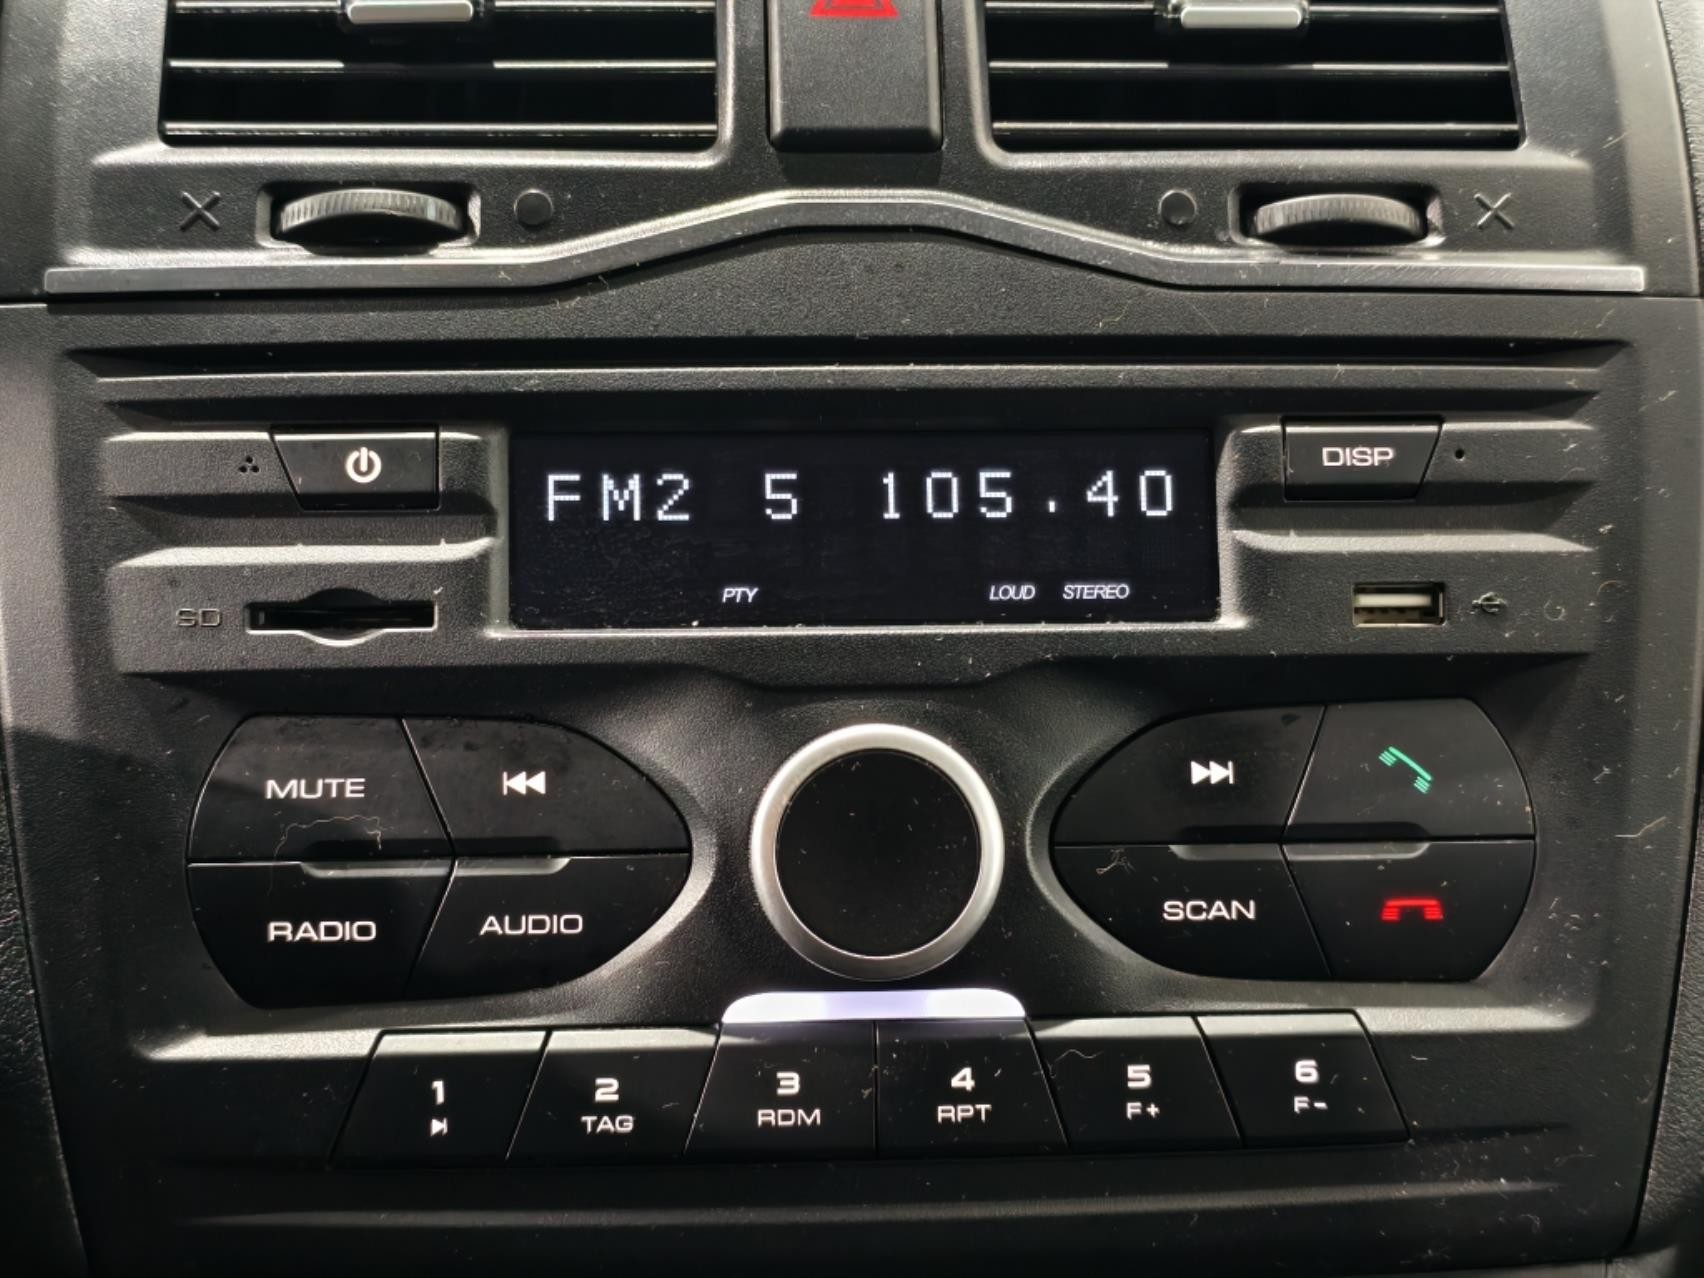 FM2 5 105.40
DISP
PTY LOUD STEREO
SD
MUTE
RADIO
AUDIO
SCAN
1
2
TAG
3
RDM
4
RPT
5
F+
6
F-